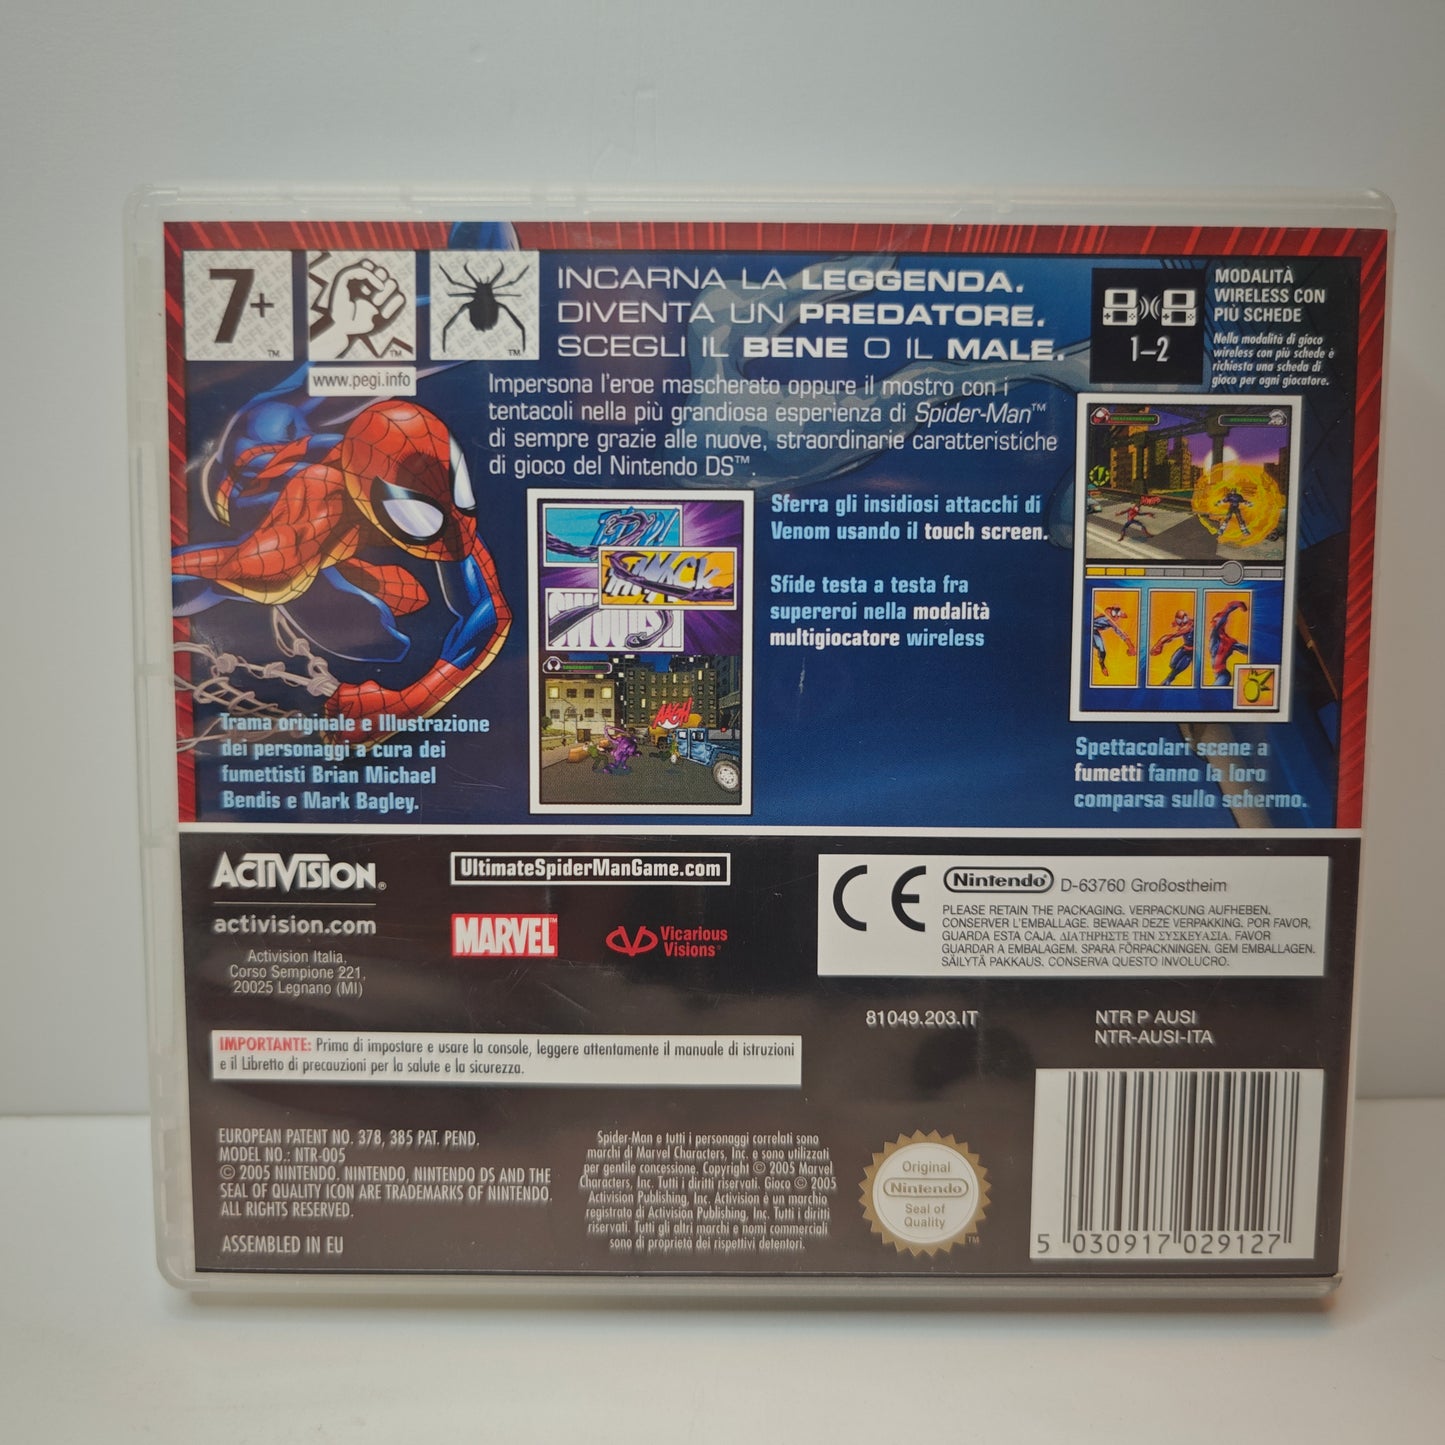 7+
™
™
™
www.pegi.info
INCARNA LA LEGGENDA.
DIVENTA UN PREDATORE.
SCEGLI IL BENE O IL MALE.
Impersona l'eroe mascherato oppure il mostro con i
tentacoli nella più grandiosa esperienza di Spider-Man™
di sempre grazie alle nuove, straordinarie caratteristiche
di gioco del Nintendo DS™.
1–2
MODALITÀ
WIRELESS CON
PIÙ SCHEDE
Nella modalità di gioco
wireless con più schede è
richiesta una scheda di
gioco per ogni giocatore.
Sferra gli insidiosi attacchi di
Venom usando il touch screen.
Sfide testa a testa fra
supereroi nella modalità
multigiocatore wireless
Trama originale e Illustrazione
dei personaggi a cura dei
fumettisti Brian Michael
Bendis e Mark Bagley.
Spettacolari scene a
fumetti fanno la loro
comparsa sullo schermo.
ACTIVISION®
activision.com
Activision Italia,
Corso Sempione 221,
20025 Legnano (MI)
UltimateSpiderManGame.com
MARVEL
Vicarious
Visions®
CE
Nintendo® D-63760 Großostheim
PLEASE RETAIN THE PACKAGING. VERPACKUNG AUFHEBEN.
CONSERVER L'EMBALLAGE. BEWAAR DEZE VERPAKKING. POR FAVOR,
GUARDA ESTA CAJA. ΔΙΑΤΗΡΗΣΤΕ ΤΗΝ ΣΥΣΚΕΥΑΣΙΑ. FAVOR
GUARDAR A EMBALAGEM. SPARA FÖRPACKNINGEN. GEM EMBALLAGEN.
SÄILYTÄ PAKKAUS. CONSERVA QUESTO INVOLUCRO.
81049.203.IT
NTR P AUSI
NTR-AUSI-ITA
IMPORTANTE: Prima di impostare e usare la console, leggere attentamente il manuale di istruzioni
e il Libretto di precauzioni per la salute e la sicurezza.
EUROPEAN PATENT NO. 378, 385 PAT. PEND.
MODEL NO.: NTR-005
© 2005 NINTENDO. NINTENDO, NINTENDO DS AND THE
SEAL OF QUALITY ICON ARE TRADEMARKS OF NINTENDO.
ALL RIGHTS RESERVED.
ASSEMBLED IN EU
Spider-Man e tutti i personaggi correlati sono
marchi di Marvel Characters, Inc. e sono utilizzati
per gentile concessione. Copyright © 2005 Marvel
Characters, Inc. Tutti i diritti riservati. Gioco © 2005
Activision Publishing, Inc. Activision è un marchio
registrato di Activision Publishing, Inc. Tutti i diritti
riservati. Tutti gli altri marchi e nomi commerciali
sono di proprietà dei rispettivi detentori.
Original
Nintendo®
Seal of
Quality
™
5 030917 029127